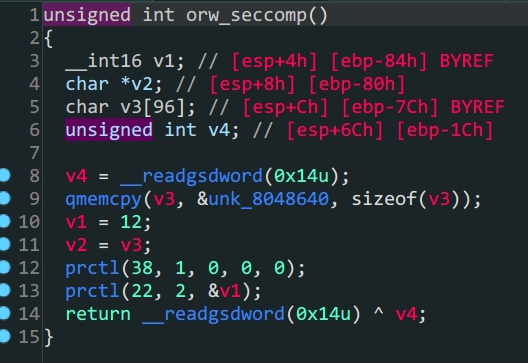 1 unsigned int orw_seccomp()
2 {
3   __int16 v1; // [esp+4h] [ebp-84h] BYREF
4   char *v2; // [esp+8h] [ebp-80h]
5   char v3[96]; // [esp+Ch] [ebp-7Ch] BYREF
6   unsigned int v4; // [esp+6Ch] [ebp-1Ch]
7
8   v4 = __readgsdword(0x14u);
9   qmemcpy(v3, &unk_8048640, sizeof(v3));
10   v1 = 12;
11   v2 = v3;
12   prctl(38, 1, 0, 0, 0);
13   prctl(22, 2, &v1);
14   return __readgsdword(0x14u) ^ v4;
15 }